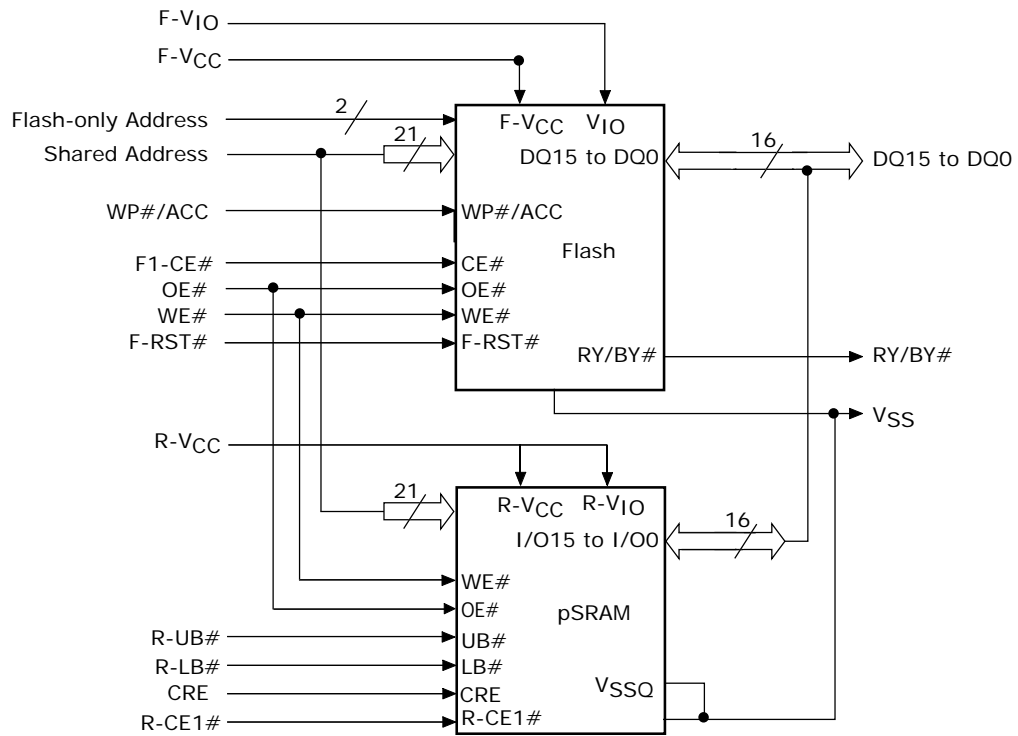 F-VIO
F-VCC
Flash-only Address
2
F-VCC VIO
Shared Address
21
DQ15 to DQ0
16
DQ15 to DQ0
WP#/ACC
WP#/ACC
Flash
F1-CE#
CE#
OE#
OE#
WE#
WE#
F-RST#
F-RST#
RY/BY#
RY/BY#
VSS
R-VCC
21
R-VCC R-VIO
I/O15 to I/O0
16
WE#
OE#
pSRAM
R-UB#
UB#
R-LB#
LB#
CRE
CRE
VSSQ
R-CE1#
R-CE1#